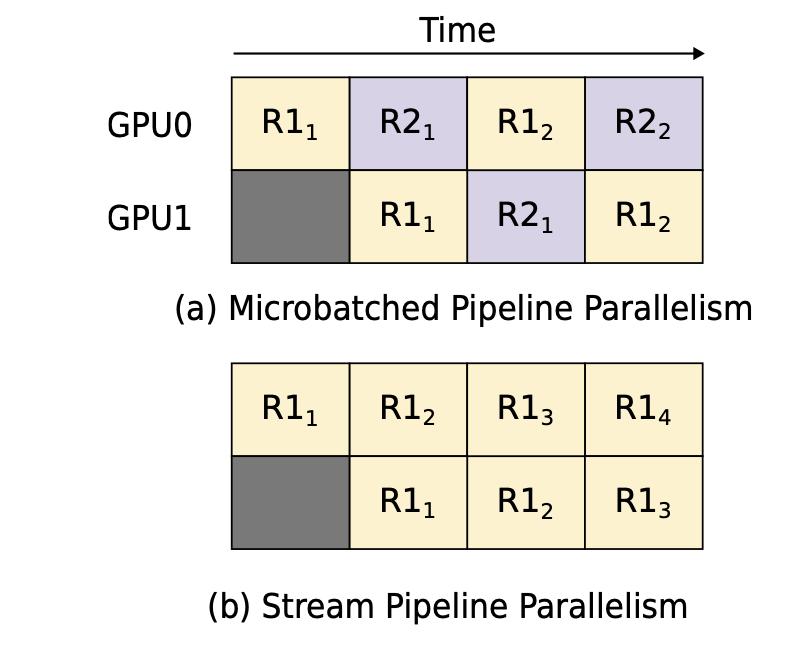 Time
GPU0 R1₁ R2₁ R1₂ R2₂
GPU1 R1₁ R2₁ R1₂
(a) Microbatched Pipeline Parallelism
R1₁ R1₂ R1₃ R1₄
R1₁ R1₂ R1₃
(b) Stream Pipeline Parallelism